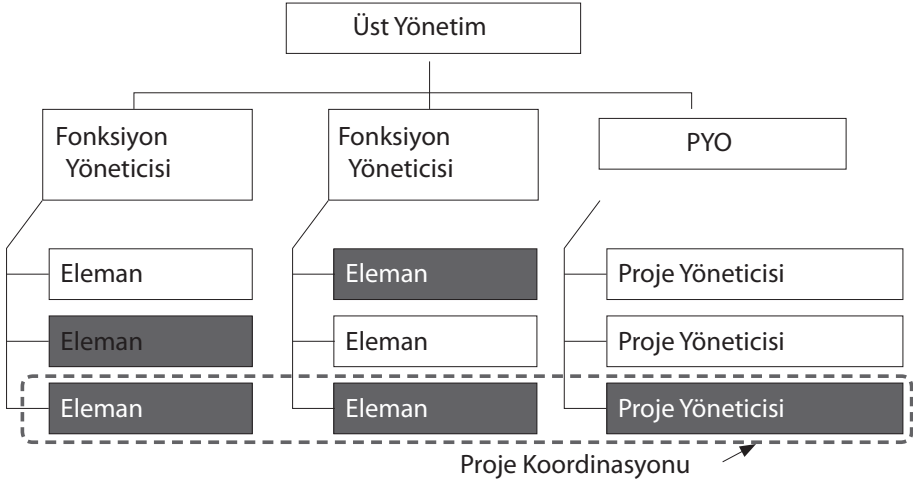 Üst Yönetim
Fonksiyon
Yöneticisi
Fonksiyon
Yöneticisi
PYO
Eleman
Eleman
Proje Yöneticisi
Eleman
Eleman
Proje Yöneticisi
Eleman
Eleman
Proje Yöneticisi
Proje Koordinasyonu